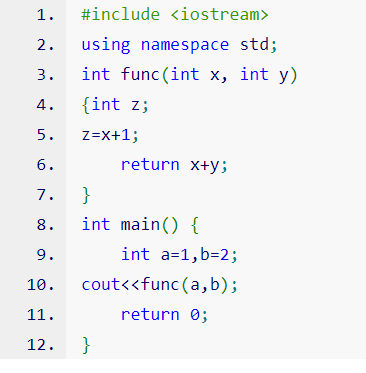 1. #include <iostream>
2. using namespace std;
3. int func(int x, int y)
4. {int z;
5. z=x+1;
6.     return x+y;
7. }
8. int main() {
9.     int a=1,b=2;
10. cout<<func(a,b);
11.     return 0;
12. }